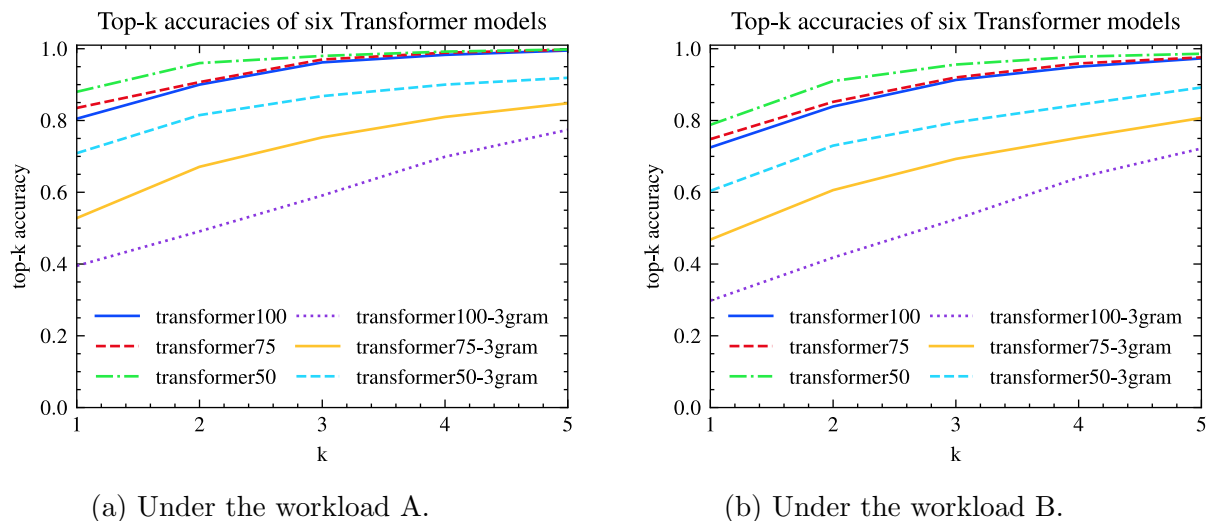 Top-k accuracies of six Transformer models
1.0
0.8
0.6
0.4
0.2
0.0
top-k accuracy
transformer100
transformer75
transformer50
transformer100-3gram
transformer75-3gram
transformer50-3gram
1 2 3 4 5
k
(a) Under the workload A.
Top-k accuracies of six Transformer models
1.0
0.8
0.6
0.4
0.2
0.0
top-k accuracy
transformer100
transformer75
transformer50
transformer100-3gram
transformer75-3gram
transformer50-3gram
1 2 3 4 5
k
(b) Under the workload B.